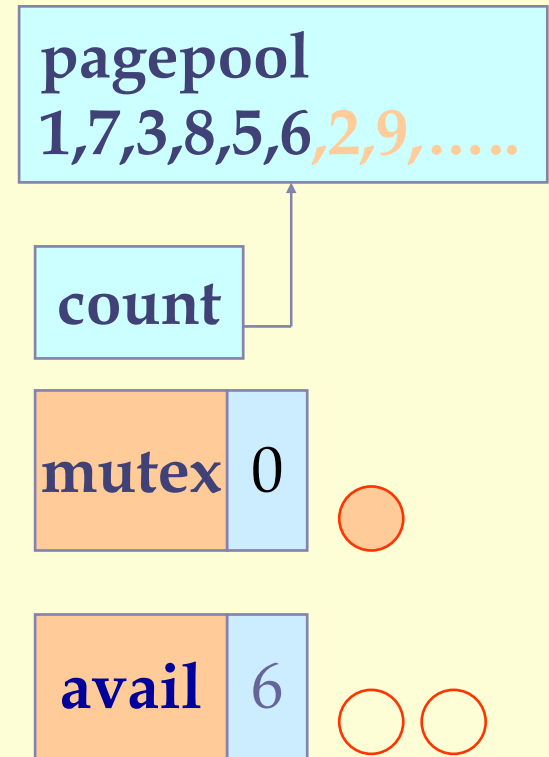 pagepool
1,7,3,8,5,6,2,9,.....
count
mutex 0
avail 6